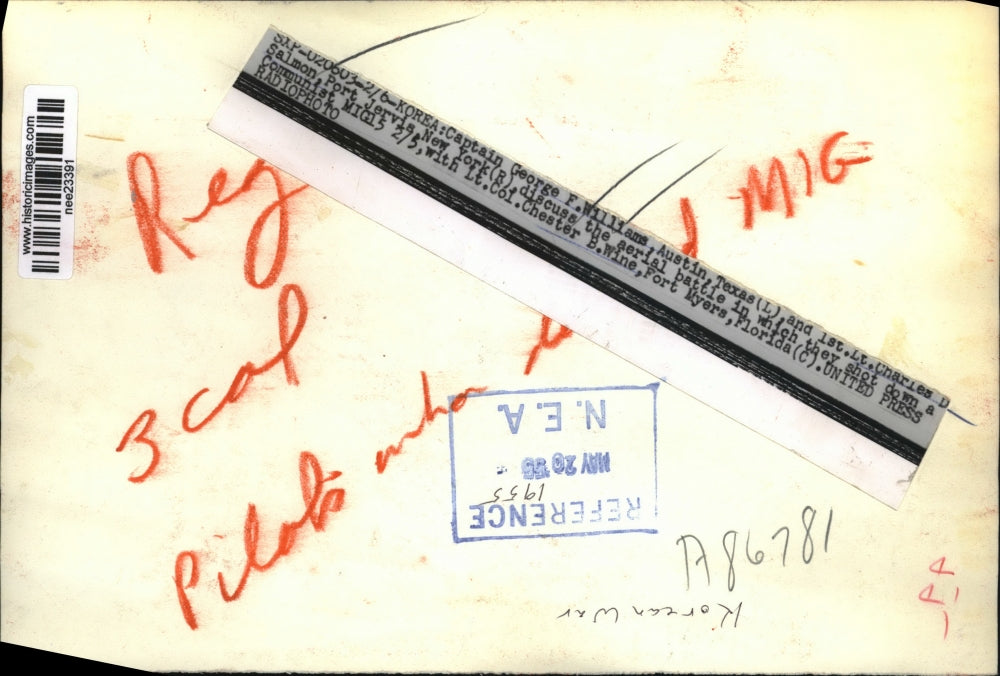 SXP-020603-2/6-KOREA:Captain George F.Williams, Austin, Texas(L),and 1st.Lt.Charles D
Salmon,Port Jervis,New York(R,discuss the aerial battle in which they shot down a
Communist MIG15 2/5,with Lt.Col.Chester B.Wine,Fort Myers,Florida(C).UNITED PRESS
RADIOPHOTO
www.historicimages.com
nee23391
Reg
3 col
Pilots who
MIG
N.E.A.
MAY 20 '55
1955
REFERENCE
A86781
Korean War